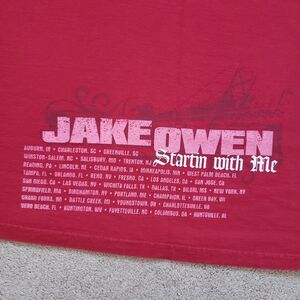 JAKE OWEN
Startin with Me
AUBURN, IN • CHARLESTON, SC • GREENVILLE, SC
WINSTON-SALEM, NC • SALISBURY, MD • TRENTON, NJ
READING, PA • LINCOLN, NE • CEDAR RAPIDS, IA • MINNEAPOLIS, MN • WEST PALM BEACH, FL
TAMPA, FL • ORLANDO, FL • RENO, NV • FRESNO, CA • LOS ANGELES, CA • SAN JOSE, CA
SAN DIEGO, CA • LAS VEGAS, NV • WICHITA FALLS, TX • DALLAS, TX • BILOXI, MS • NEW YORK, NY
SPRINGFIELD, MA • BINGHAMTON, NY • PORTLAND, ME • CHAMPAIGN, IL • GREEN BAY, WI
GRAND FORKS, ND • BATTLE CREEK, MI • YOUNGSTOWN, OH • CHARLOTTESVILLE, VA
VERO BEACH, FL • HUNTINGTON, WV • FAYETTEVILLE, NC • COLUMBUS, GA • HUNTSVILLE, AL